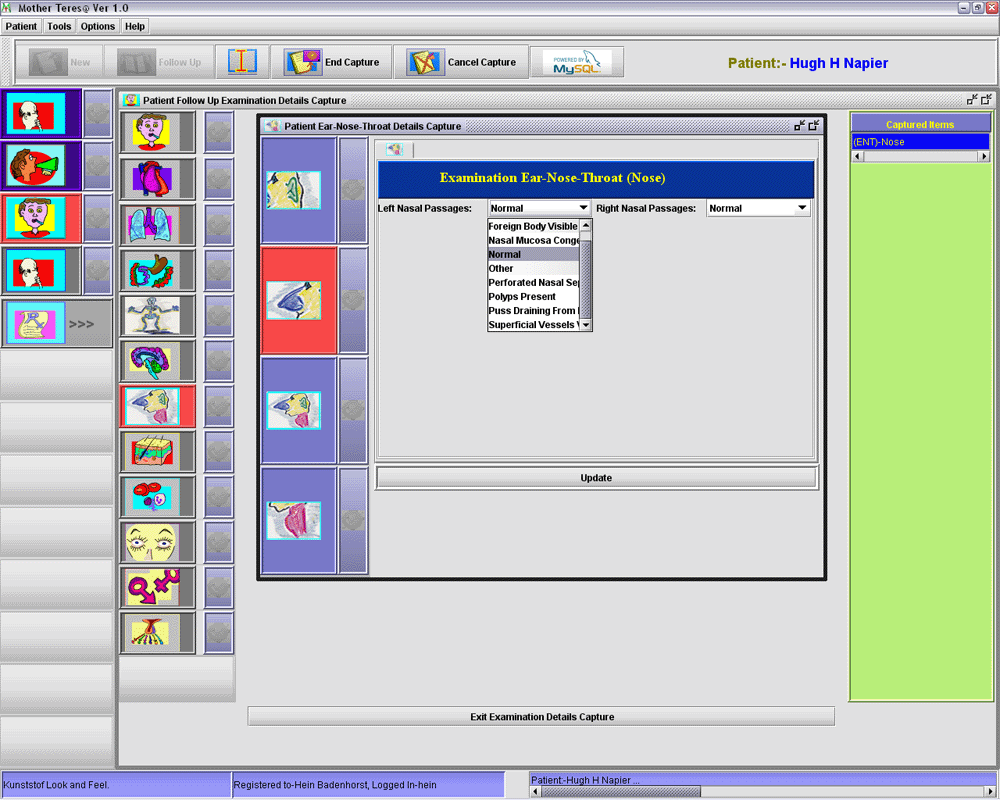 Mother Teres@ Ver 1.0
Patient Tools Options Help
New Follow Up End Capture Cancel Capture POWERED BY MySQL Patient:- Hugh H Napier
Patient Follow Up Examination Details Capture
Patient Ear-Nose-Throat Details Capture
Captured Items
(ENT)-Nose
Examination Ear-Nose-Throat (Nose)
Left Nasal Passages: Normal Right Nasal Passages: Normal
Foreign Body Visible
Nasal Mucosa Conge
Normal
Other
Perforated Nasal Sep
Polyps Present
Puss Draining From
Superficial Vessels
>>>
Update
Exit Examination Details Capture
Kunststof Look and Feel. Registered to-Hein Badenhorst, Logged In-hein Patient:-Hugh H Napier ...